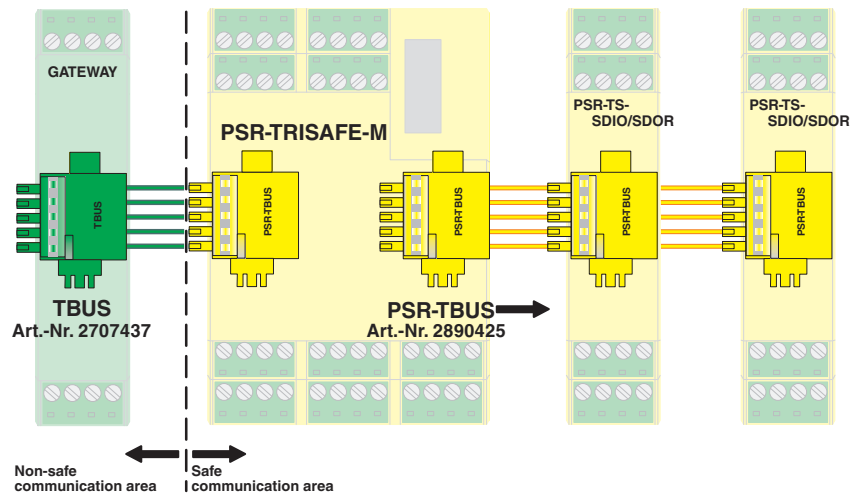 GATEWAY
PSR-TRISAFE-M
PSR-TS-
SDIO/SDOR
PSR-TS-
SDIO/SDOR
TBUS
PSR-TBUS
PSR-TBUS
PSR-TBUS
PSR-TBUS
TBUS
Art.-Nr. 2707437
PSR-TBUS
Art.-Nr. 2890425
Non-safe
communication area
Safe
communication area